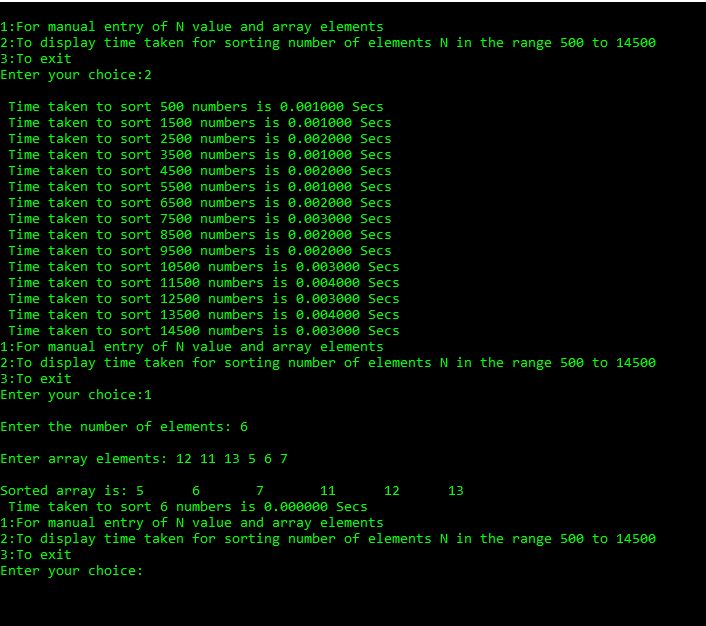 1:For manual entry of N value and array elements
2:To display time taken for sorting number of elements N in the range 500 to 14500
3:To exit
Enter your choice:2
Time taken to sort 500 numbers is 0.001000 Secs
Time taken to sort 1500 numbers is 0.001000 Secs
Time taken to sort 2500 numbers is 0.002000 Secs
Time taken to sort 3500 numbers is 0.001000 Secs
Time taken to sort 4500 numbers is 0.002000 Secs
Time taken to sort 5500 numbers is 0.001000 Secs
Time taken to sort 6500 numbers is 0.002000 Secs
Time taken to sort 7500 numbers is 0.003000 Secs
Time taken to sort 8500 numbers is 0.002000 Secs
Time taken to sort 9500 numbers is 0.002000 Secs
Time taken to sort 10500 numbers is 0.003000 Secs
Time taken to sort 11500 numbers is 0.004000 Secs
Time taken to sort 12500 numbers is 0.003000 Secs
Time taken to sort 13500 numbers is 0.004000 Secs
Time taken to sort 14500 numbers is 0.003000 Secs
1:For manual entry of N value and array elements
2:To display time taken for sorting number of elements N in the range 500 to 14500
3:To exit
Enter your choice:1
Enter the number of elements: 6
Enter array elements: 12 11 13 5 6 7
Sorted array is: 5 6 7 11 12 13
Time taken to sort 6 numbers is 0.000000 Secs
1:For manual entry of N value and array elements
2:To display time taken for sorting number of elements N in the range 500 to 14500
3:To exit
Enter your choice: